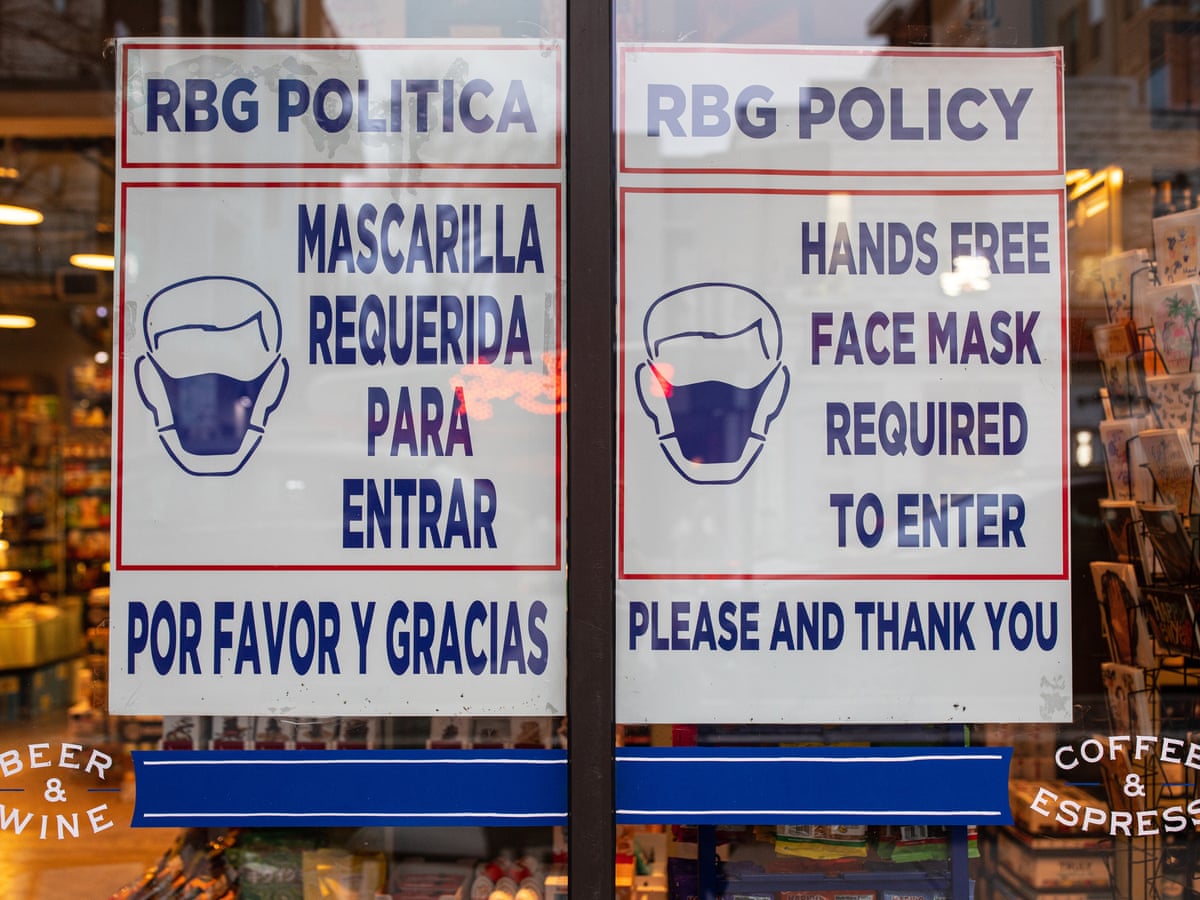 RBG POLITICA
MASCARILLA
REQUERIDA
PARA
ENTRAR
POR FAVOR Y GRACIAS
RBG POLICY
HANDS FREE
FACE MASK
REQUIRED
TO ENTER
PLEASE AND THANK YOU
BEER
&
WINE
COFFEE
&